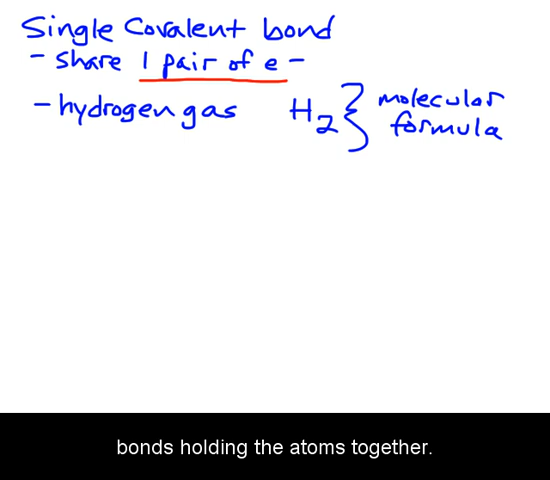 Single Covalent bond
- share 1 pair of e -
- hydrogen gas H2 } molecular formula
bonds holding the atoms together.